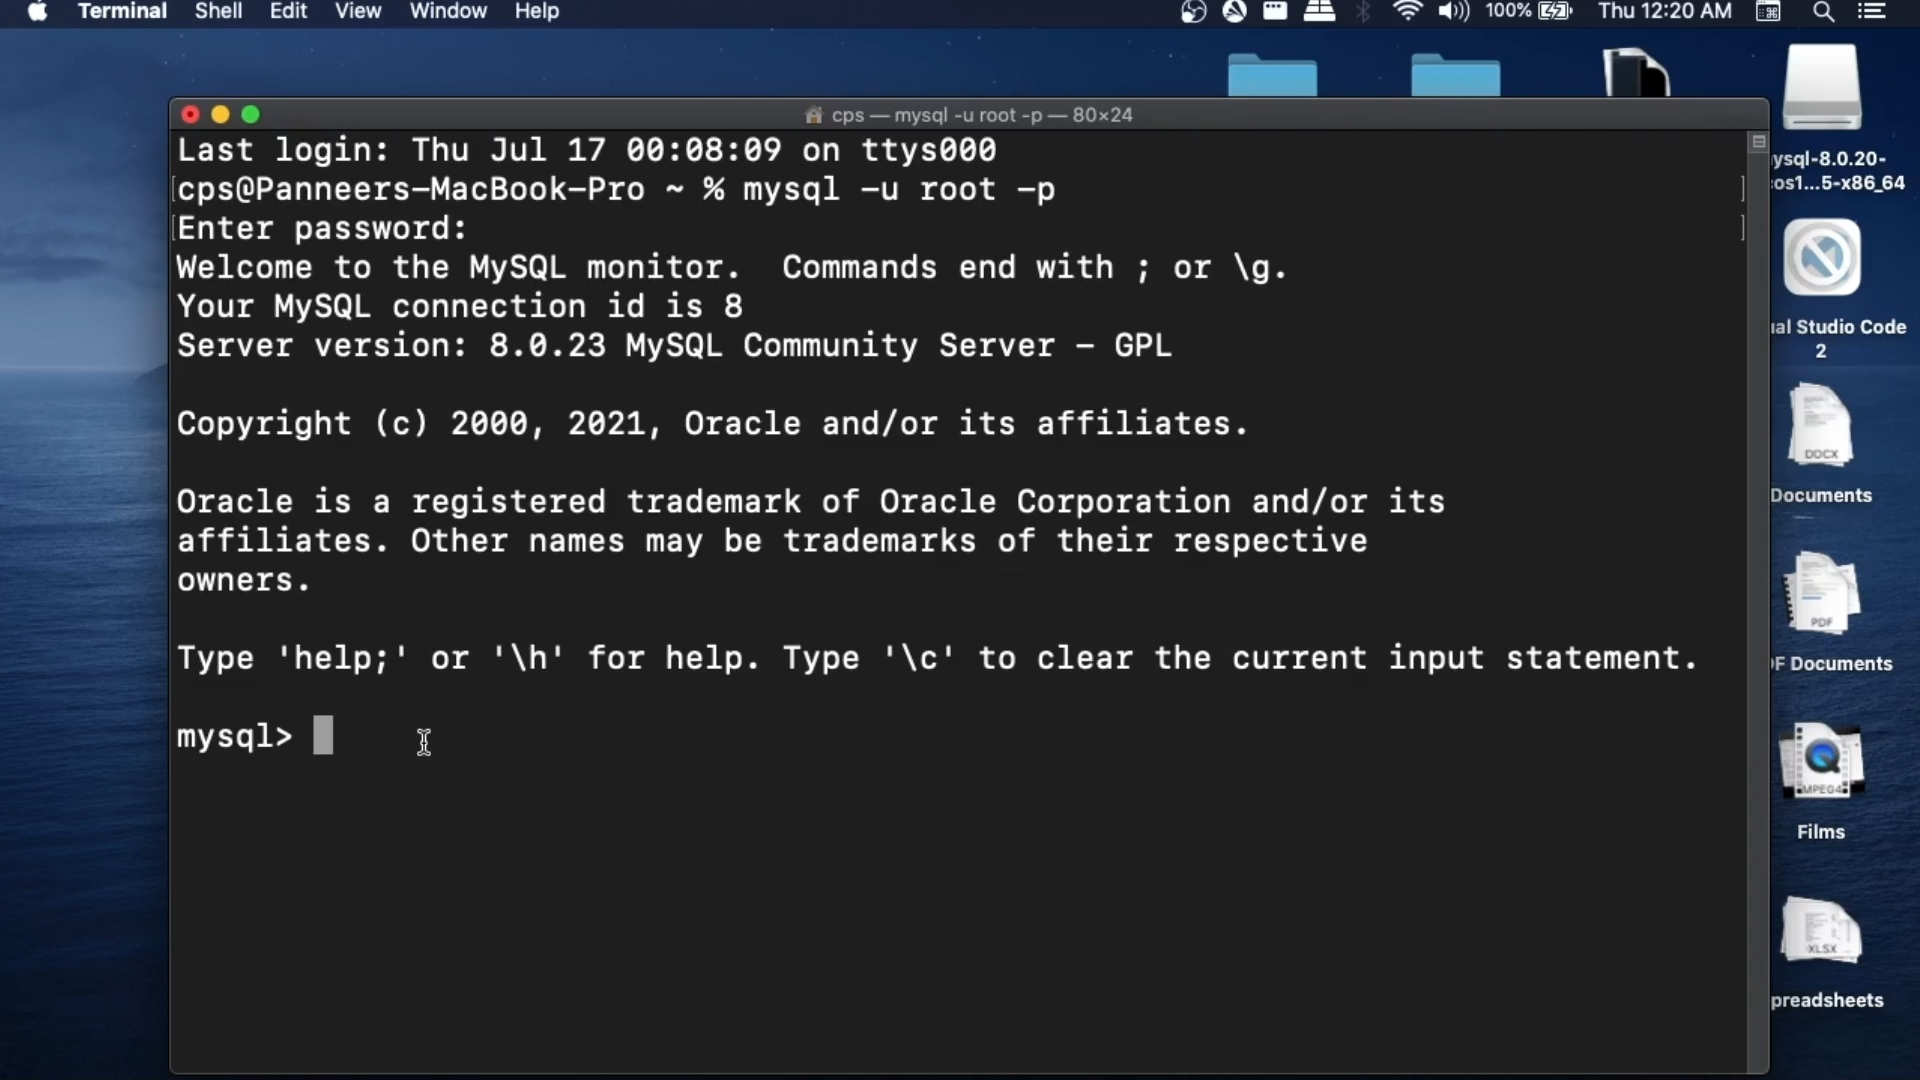 Terminal Shell Edit View Window Help 100% Thu 12:20 AM
cps — mysql -u root -p — 80×24
Last login: Thu Jul 17 00:08:09 on ttys000
[cps@Panneers-MacBook-Pro ~ % mysql -u root -p ]
[Enter password: ]
Welcome to the MySQL monitor.  Commands end with ; or \g.
Your MySQL connection id is 8
Server version: 8.0.23 MySQL Community Server - GPL
Copyright (c) 2000, 2021, Oracle and/or its affiliates.
Oracle is a registered trademark of Oracle Corporation and/or its
affiliates. Other names may be trademarks of their respective
owners.
Type 'help;' or '\h' for help. Type '\c' to clear the current input statement.
mysql>
ysql-8.0.20-
os1...5-x86_64
al Studio Code
2
DOCX
Documents
PDF
F Documents
MPEG4
Films
XLSX
preadsheets